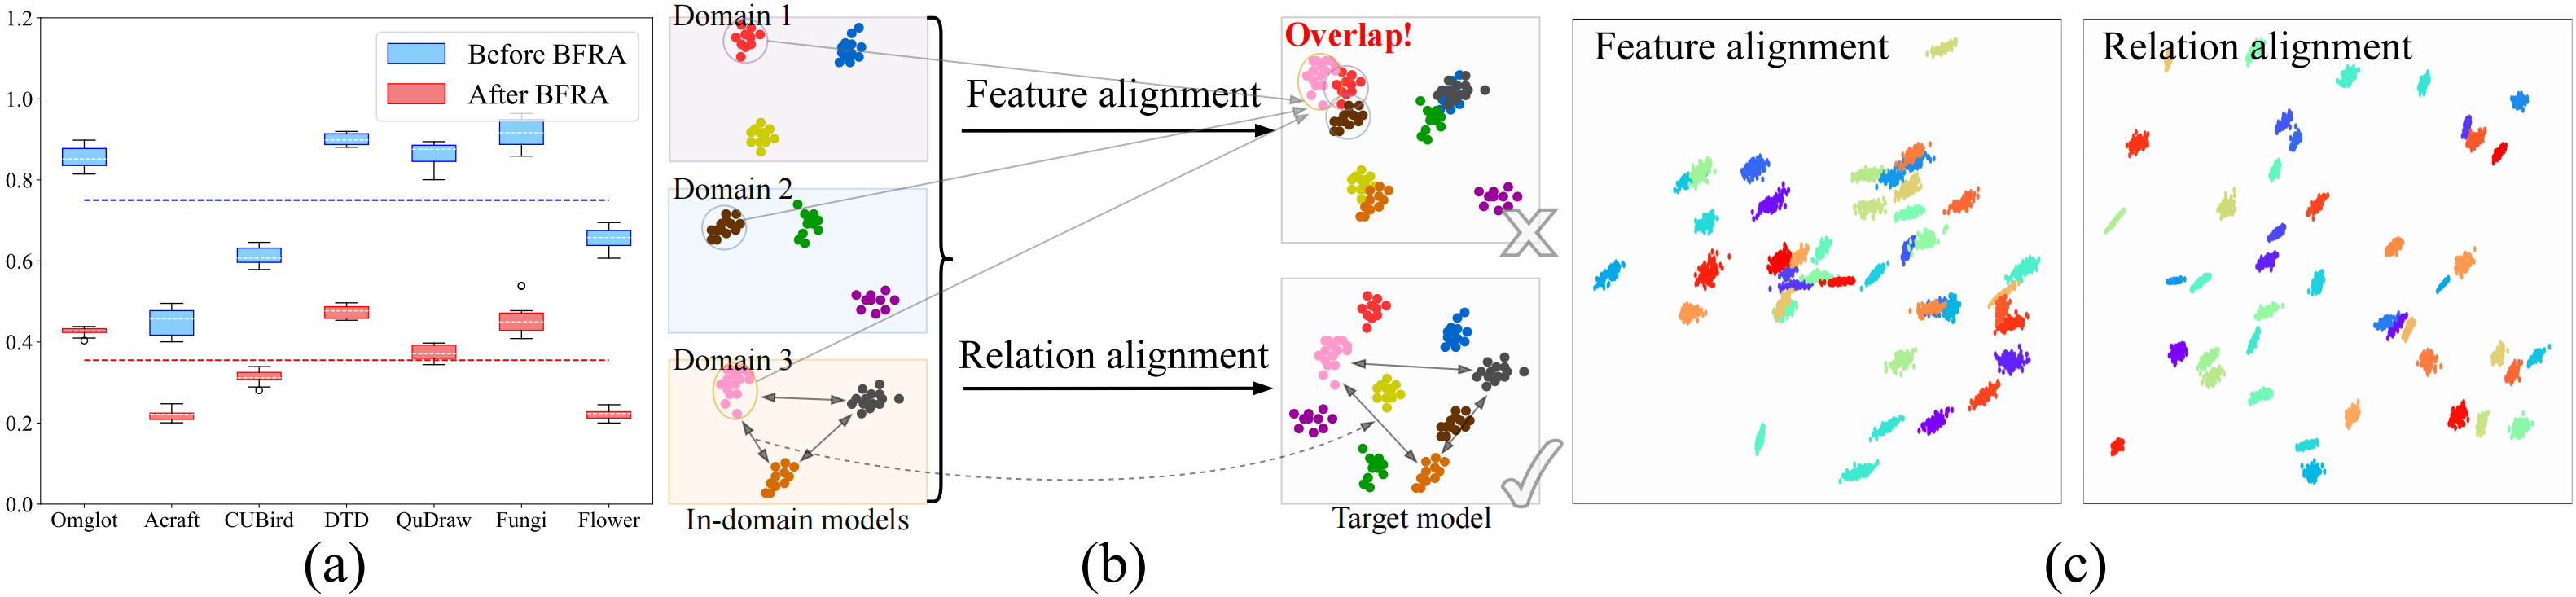 1.2
1.0
0.8
0.6
0.4
0.2
0.0
Before BFRA
After BFRA
Omglot Acraft CUBird DTD QuDraw Fungi Flower
(a)
Domain 1
Domain 2
Domain 3
In-domain models
Feature alignment
Relation alignment
Overlap!
Target model
(b)
Feature alignment
Relation alignment
(c)